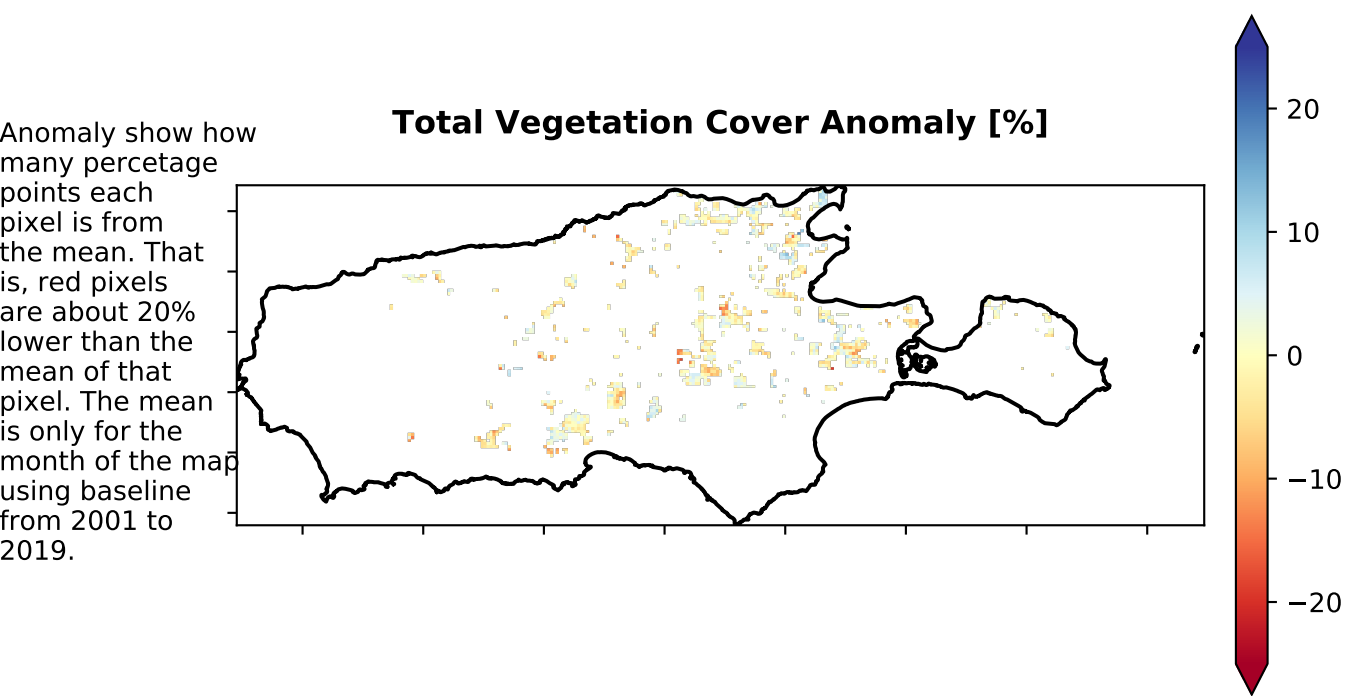 Total Vegetation Cover Anomaly [%]
Anomaly show how
many percetage
points each
pixel is from
the mean. That
is, red pixels
are about 20%
lower than the
mean of that
pixel. The mean
is only for the
month of the map
using baseline
from 2001 to
2019.
20
10
0
−10
−20